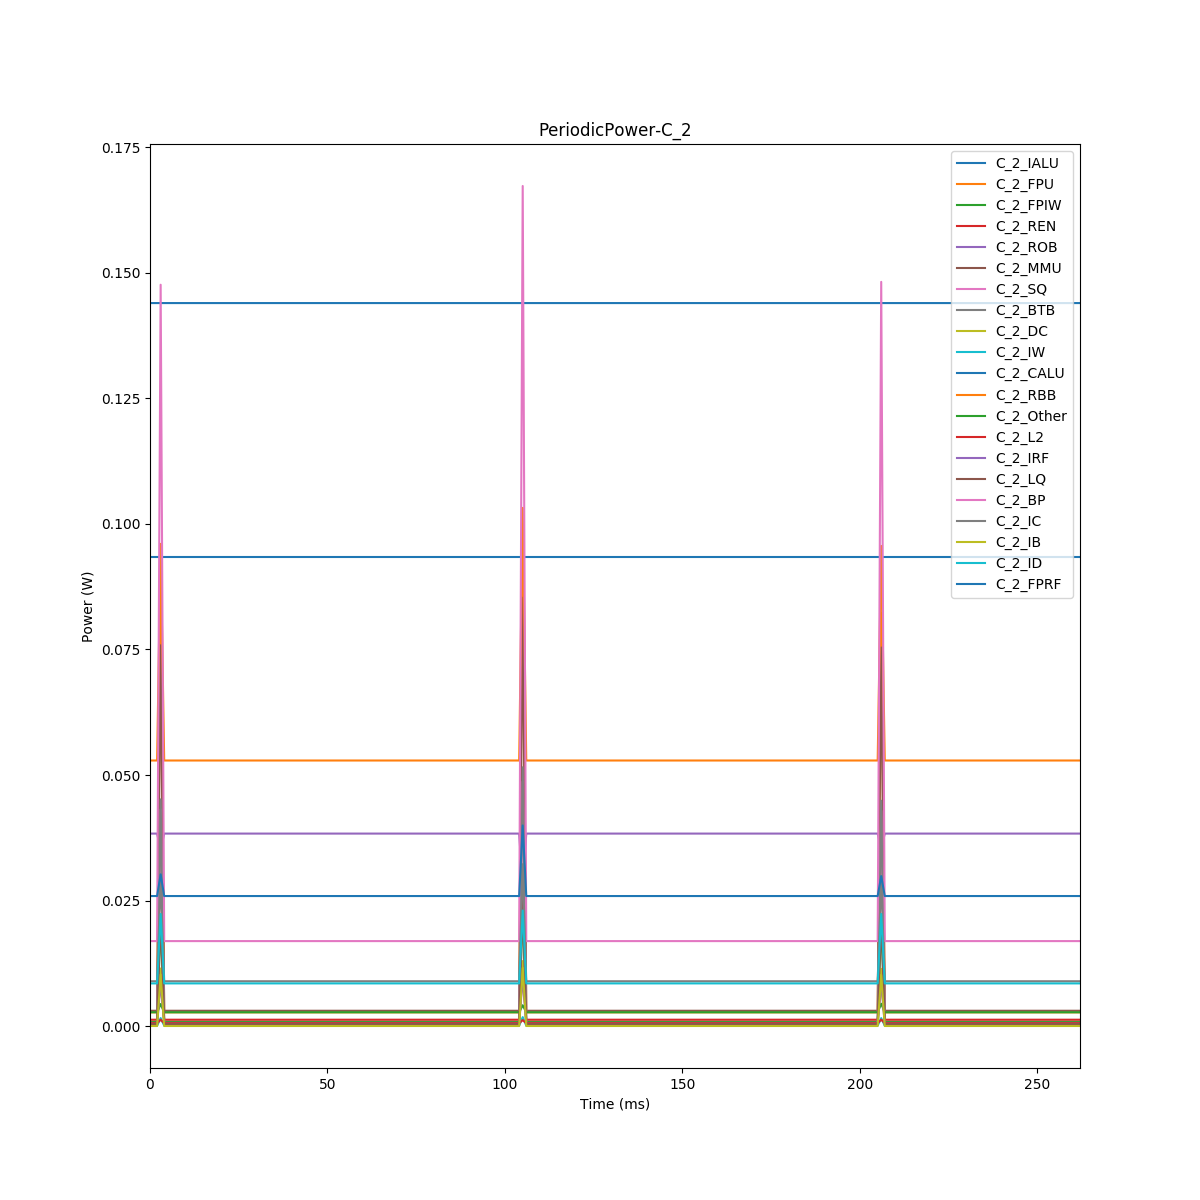 PeriodicPower-C_2
0.175
0.150
0.125
0.100
0.075
0.050
0.025
0.000
Power (W)
0
50
100
150
200
250
Time (ms)
C_2_IALU
C_2_FPU
C_2_FPIW
C_2_REN
C_2_ROB
C_2_MMU
C_2_SQ
C_2_BTB
C_2_DC
C_2_IW
C_2_CALU
C_2_RBB
C_2_Other
C_2_L2
C_2_IRF
C_2_LQ
C_2_BP
C_2_IC
C_2_IB
C_2_ID
C_2_FPRF